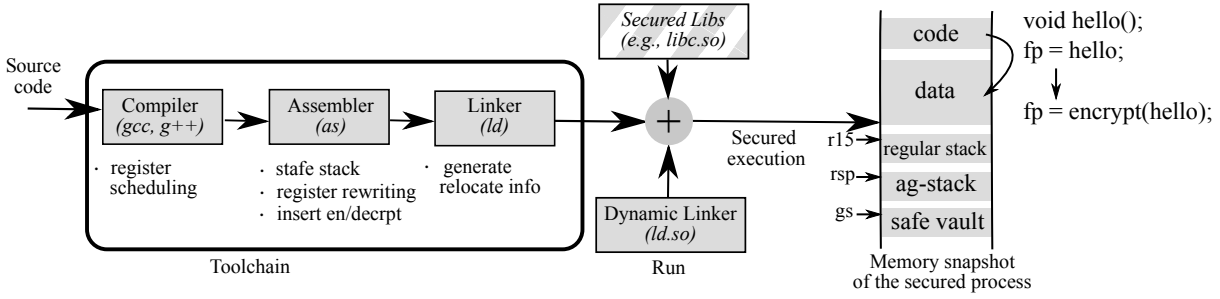 Source
code
Compiler
(gcc, g++)
· register
scheduling
Assembler
(as)
· stafe stack
· register rewriting
· insert en/decrpt
Linker
(ld)
· generate
relocate info
Toolchain
Secured Libs
(e.g., libc.so)
+
Dynamic Linker
(ld.so)
Run
Secured
execution
r15
rsp
gs
code
data
regular stack
ag-stack
safe vault
Memory snapshot
of the secured process
void hello();
fp = hello;
fp = encrypt(hello);